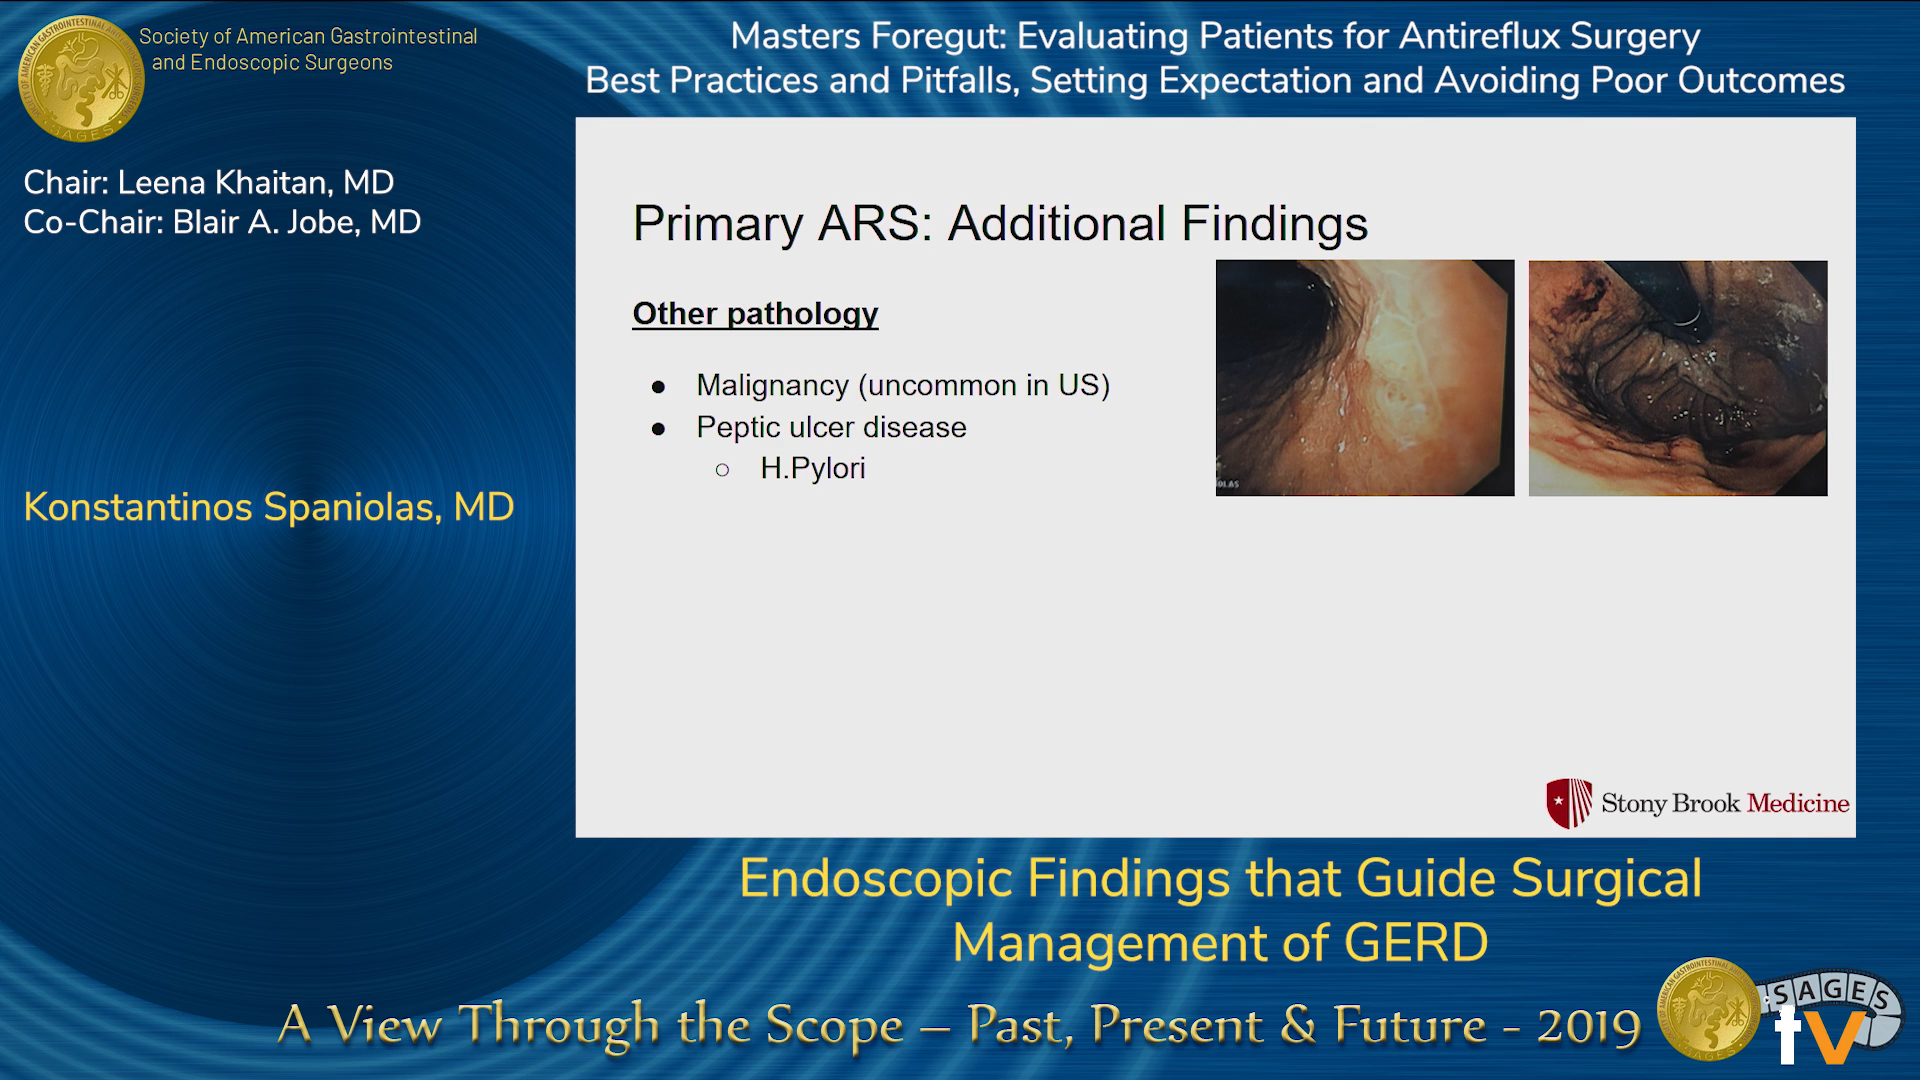 Society of American Gastrointestinal
and Endoscopic Surgeons
Masters Foregut: Evaluating Patients for Antireflux Surgery
Best Practices and Pitfalls, Setting Expectation and Avoiding Poor Outcomes
Chair: Leena Khaitan, MD
Co-Chair: Blair A. Jobe, MD
Konstantinos Spaniolas, MD
Primary ARS: Additional Findings
Other pathology
● Malignancy (uncommon in US)
● Peptic ulcer disease
○ H.Pylori
Stony Brook Medicine
Endoscopic Findings that Guide Surgical
Management of GERD
A View Through the Scope – Past, Present & Future - 2019
SAGES
tv